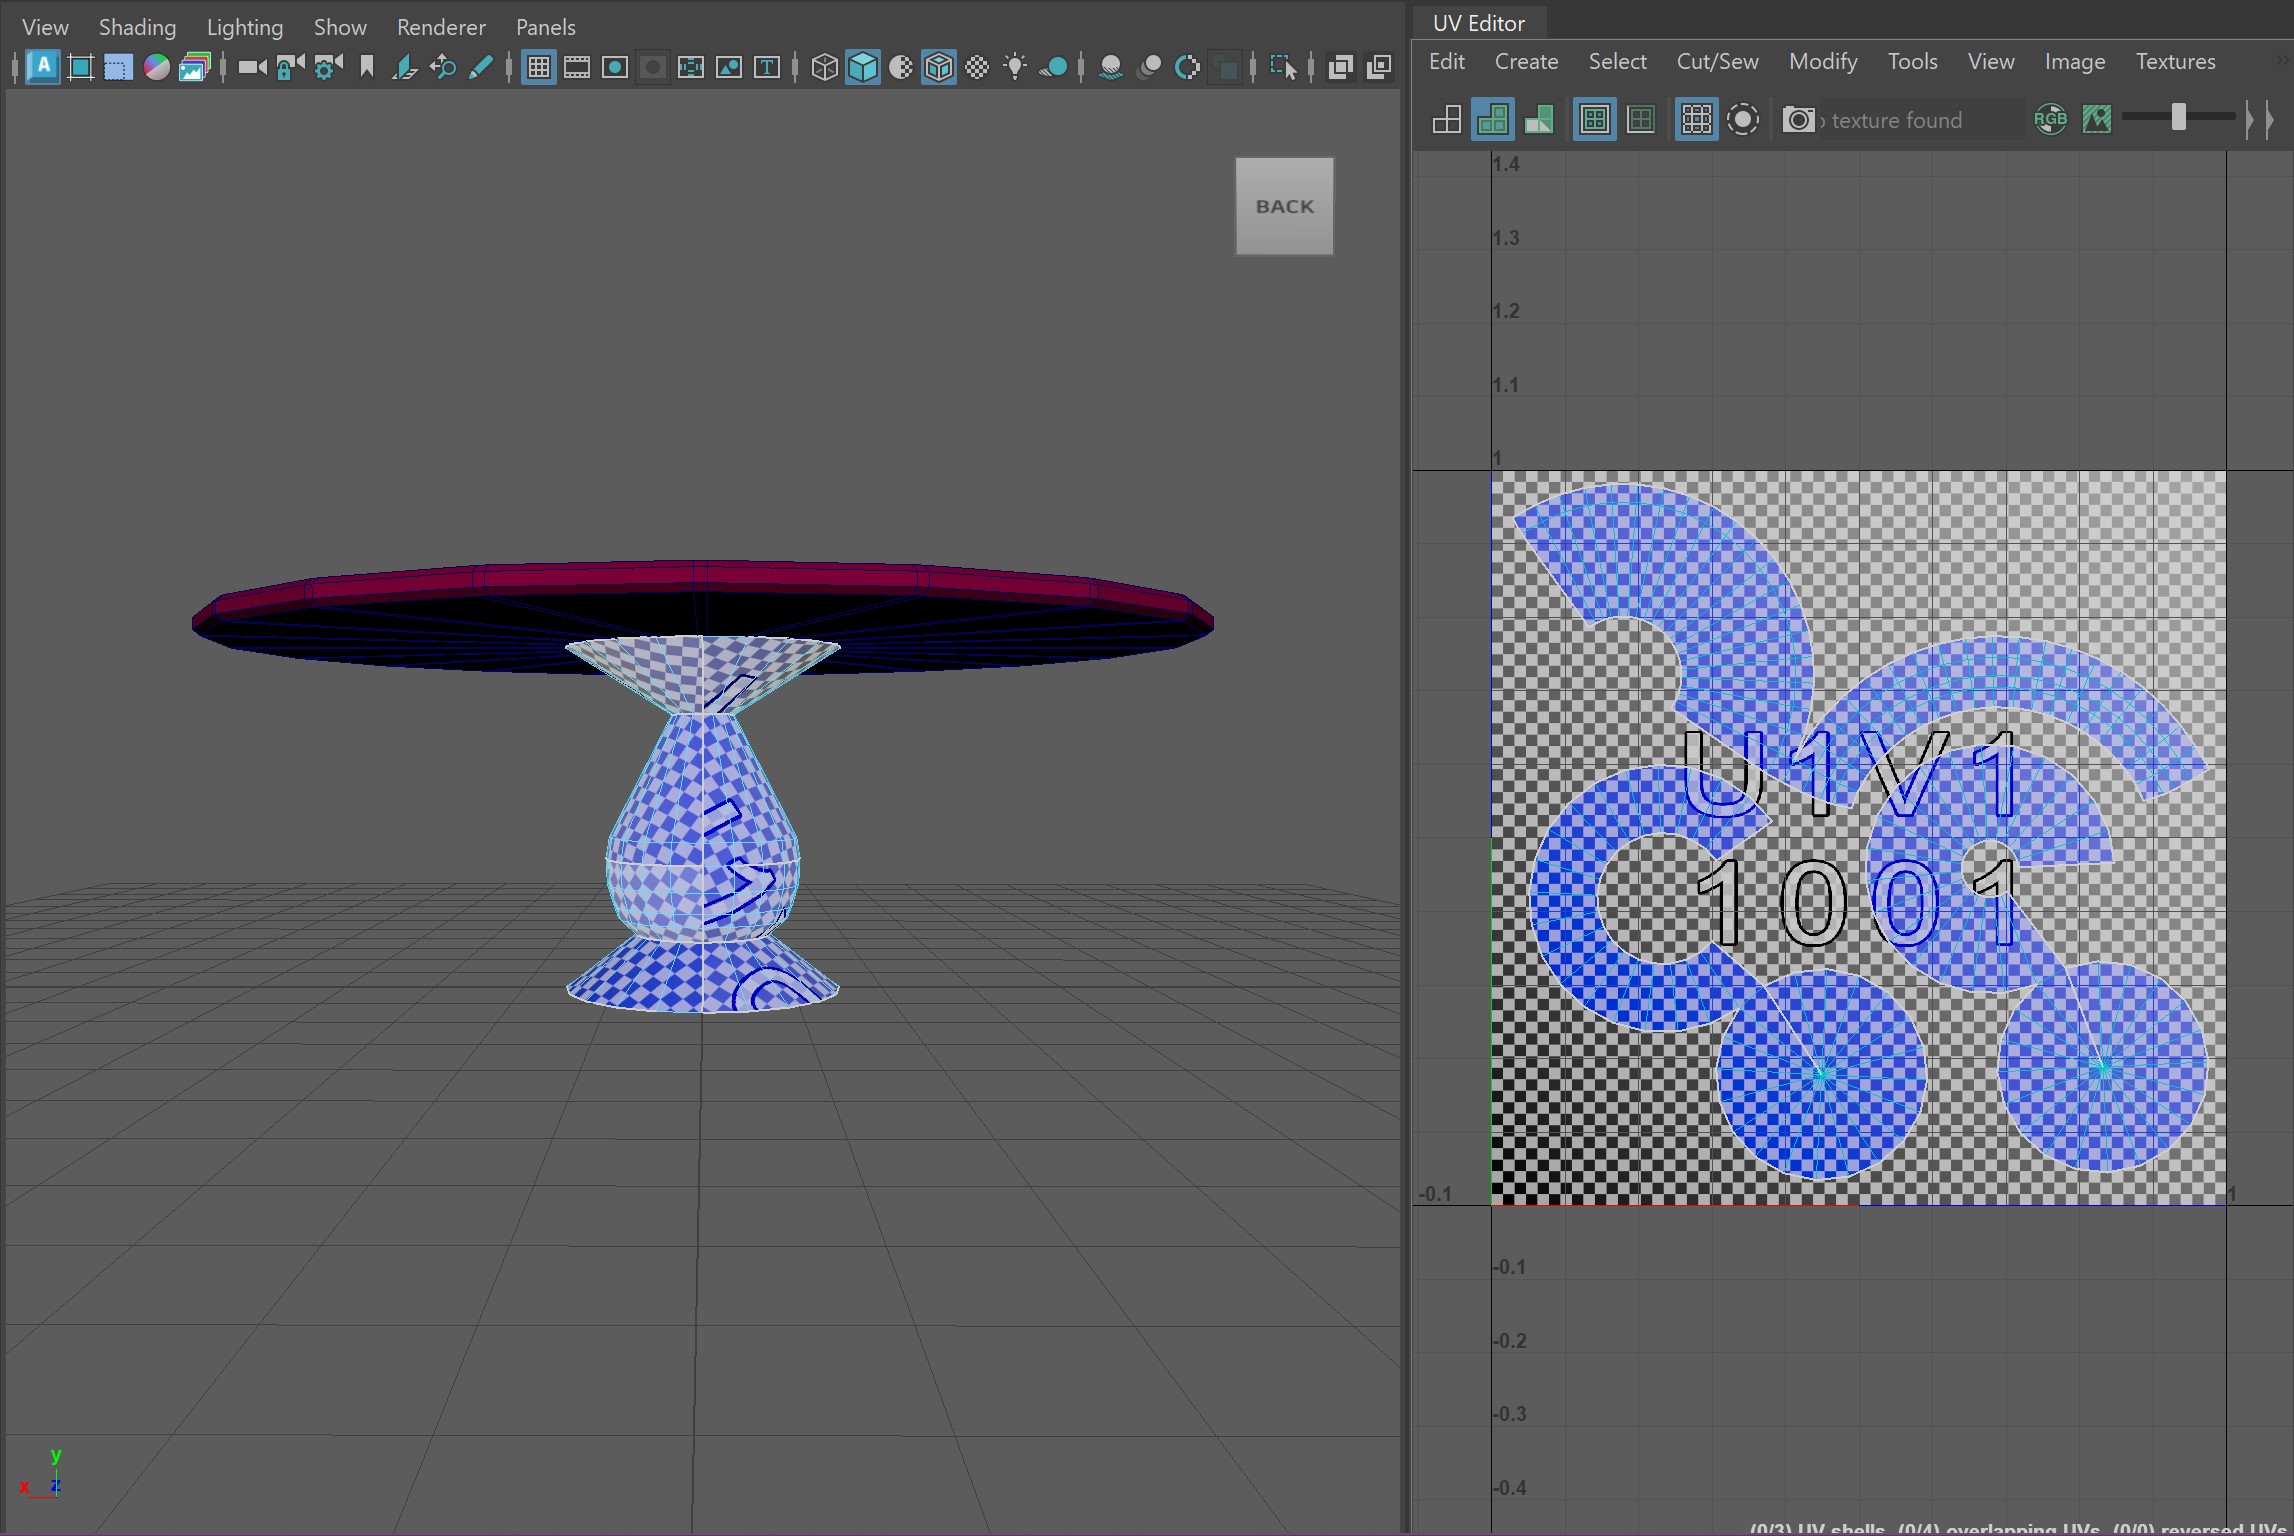 View Shading Lighting Show Renderer Panels
A
T
BACK
y
x z
UV Editor
Edit Create Select Cut/Sew Modify Tools View Image Textures
texture found RGB
1.4
1.3
1.2
1.1
1
U1V1
1001
-0.1 1
-0.1
-0.2
-0.3
-0.4
(0/3) UV shells, (0/4) overlapping UVs, (0/0) reversed UVs